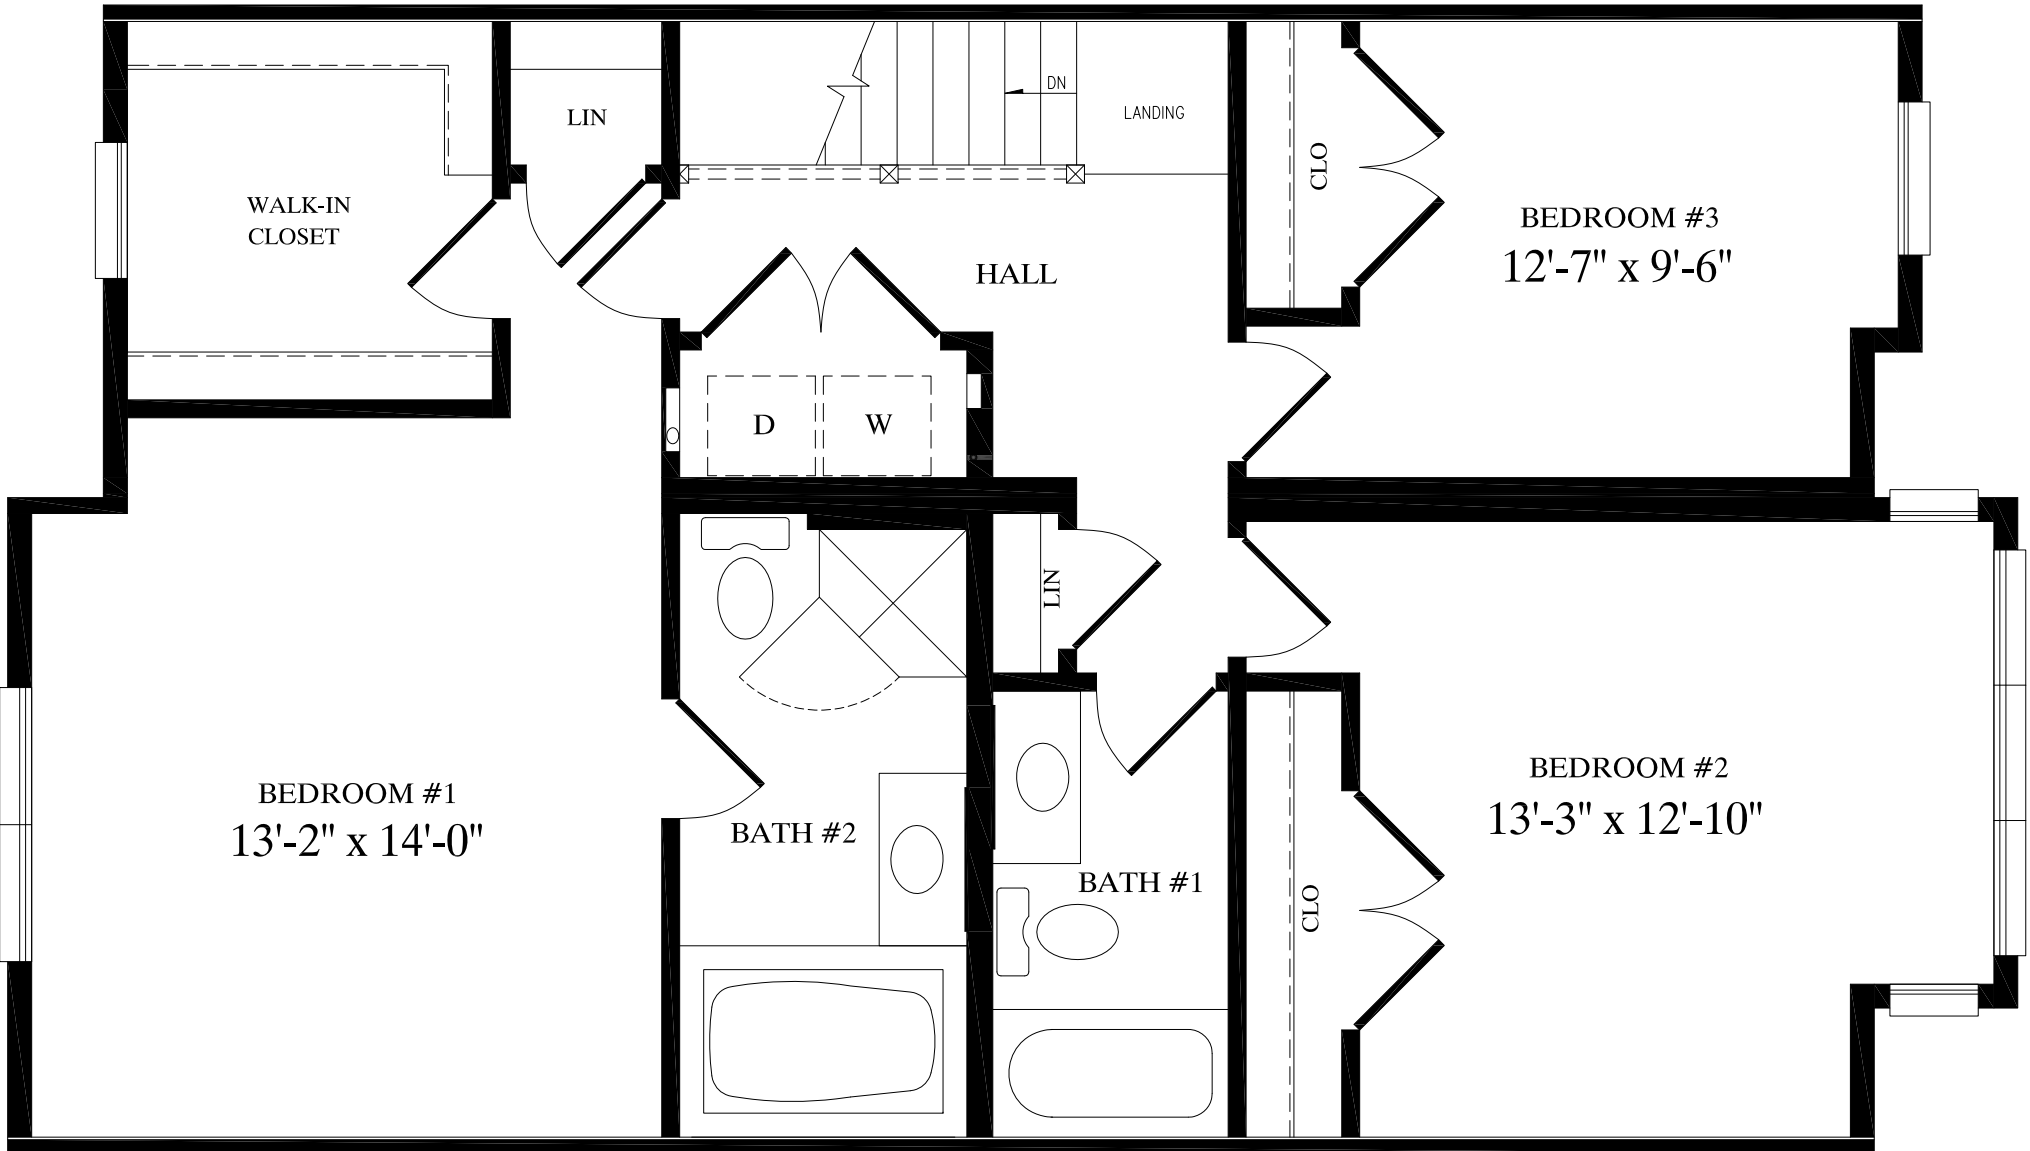 DN
LANDING
LIN
CLO
WALK-IN
CLOSET
BEDROOM #3
12'-7" x 9'-6"
HALL
D
W
LIN
BEDROOM #1
13'-2" x 14'-0"
BATH #2
BATH #1
CLO
BEDROOM #2
13'-3" x 12'-10"